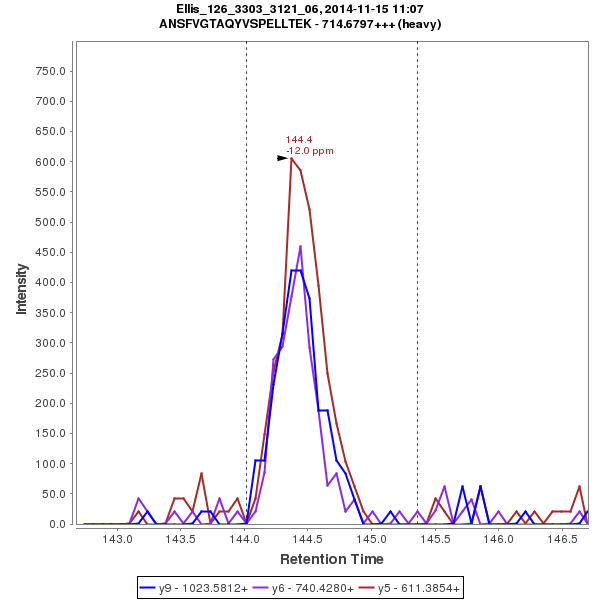 Ellis_126_3303_3121_06, 2014-11-15 11:07
ANSFVGTAQYVSPELLTEK - 714.6797+++ (heavy)
144.4
-12.0 ppm
750.0
700.0
650.0
600.0
550.0
500.0
450.0
400.0
350.0
300.0
250.0
200.0
150.0
100.0
50.0
0.0
Intensity
143.0 143.5 144.0 144.5 145.0 145.5 146.0 146.5
Retention Time
y9 - 1023.5812+ y6 - 740.4280+ y5 - 611.3854+